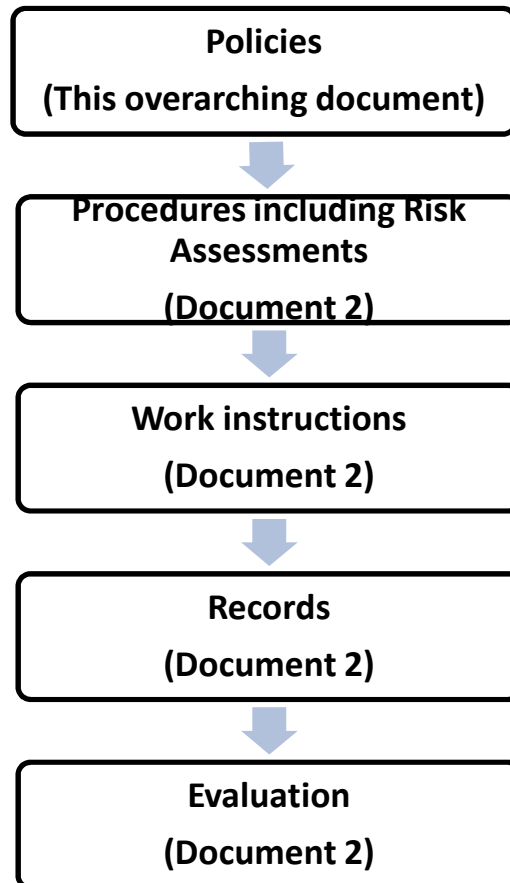 Policies
(This overarching document)
Procedures including Risk
Assessments
(Document 2)
Work instructions
(Document 2)
Records
(Document 2)
Evaluation
(Document 2)